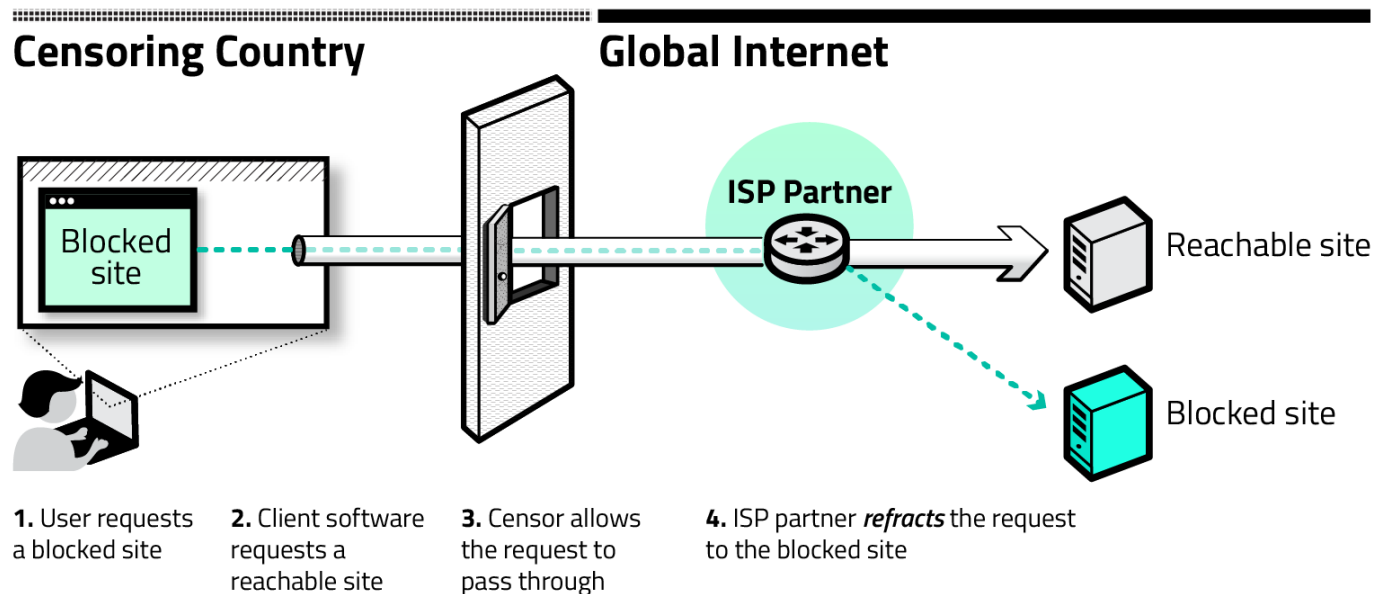 Censoring Country
Global Internet
Blocked
site
ISP Partner
Reachable site
Blocked site
1. User requests
a blocked site
2. Client software
requests a
reachable site
3. Censor allows
the request to
pass through
4. ISP partner refracts the request
to the blocked site